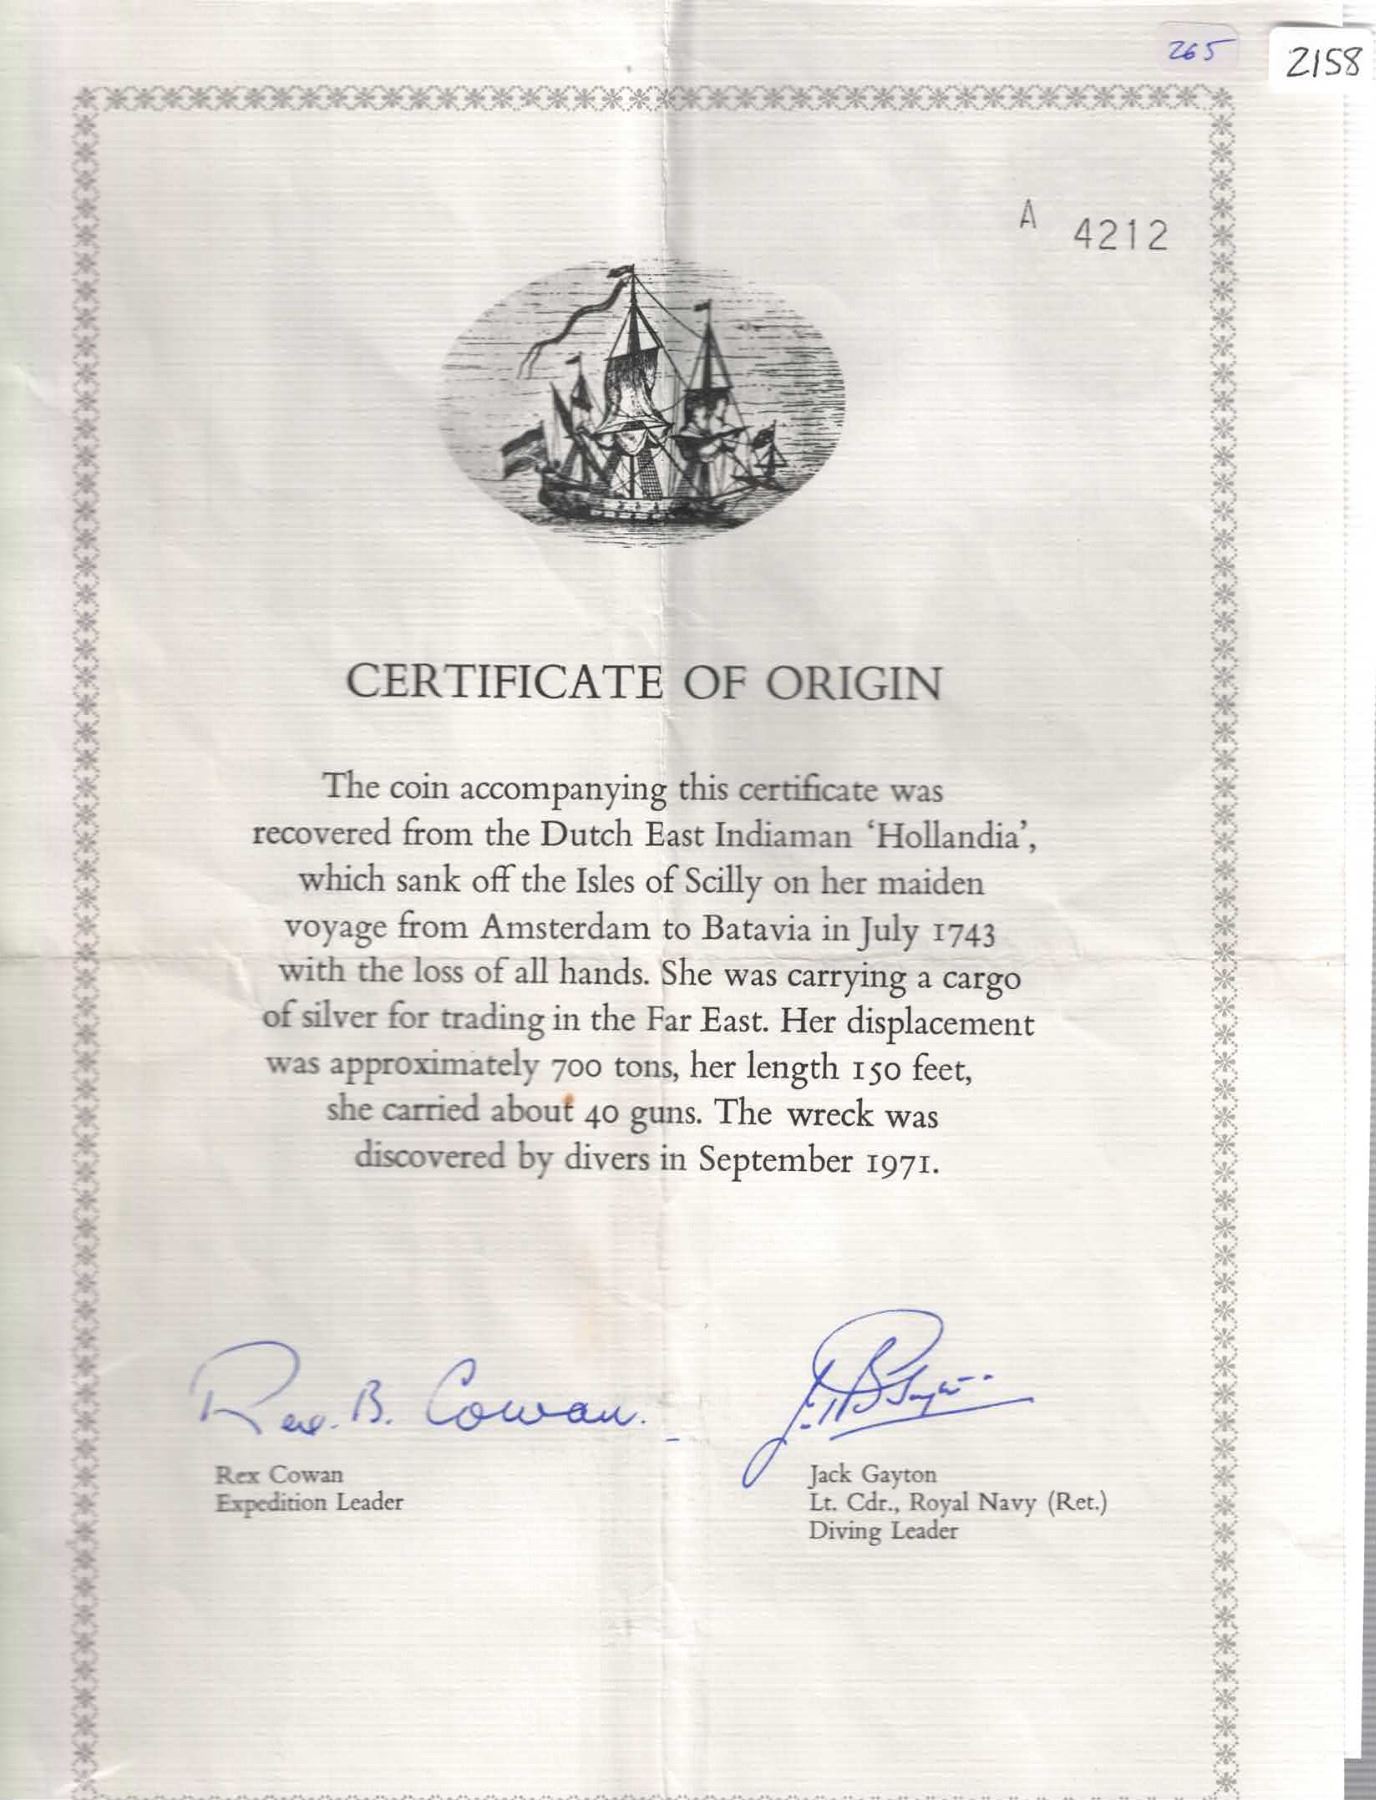 265
2158
A 4212
CERTIFICATE OF ORIGIN
The coin accompanying this certificate was
recovered from the Dutch East Indiaman ‘Hollandia’,
which sank off the Isles of Scilly on her maiden
voyage from Amsterdam to Batavia in July 1743
with the loss of all hands. She was carrying a cargo
of silver for trading in the Far East. Her displacement
was approximately 700 tons, her length 150 feet,
she carried about 40 guns. The wreck was
discovered by divers in September 1971.
Rex. B. Cowan.
Rex Cowan
Expedition Leader
Jack Gayton
Lt. Cdr., Royal Navy (Ret.)
Diving Leader